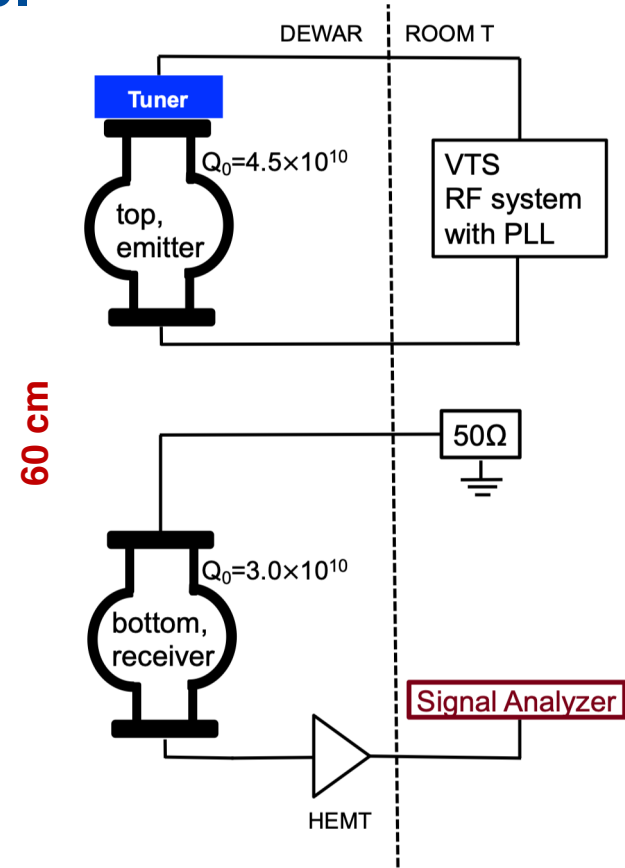 DEWAR
ROOM T
Tuner
Q₀=4.5×10¹⁰
VTS
RF system
with PLL
top,
emitter
60 cm
50Ω
Q₀=3.0×10¹⁰
bottom,
receiver
Signal Analyzer
HEMT